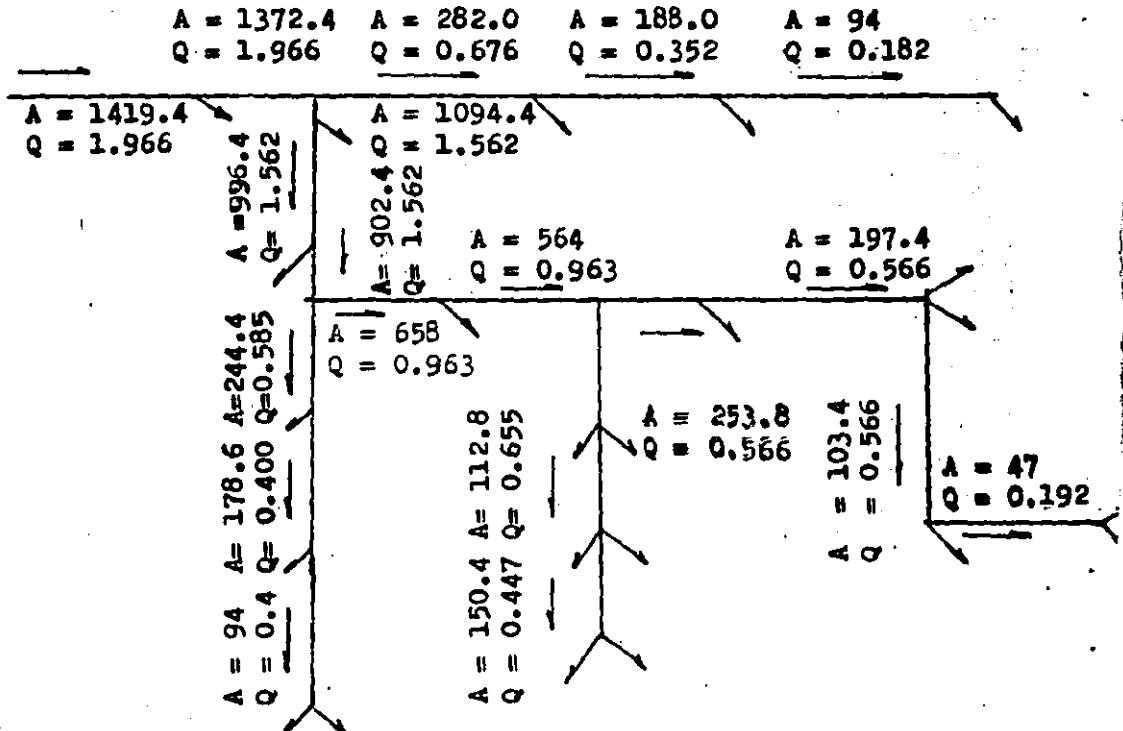 A = 1372.4 A = 282.0 A = 188.0 A = 94
Q = 1.966 Q = 0.676 Q = 0.352 Q = 0.182
A = 1419.4
Q = 1.966
A = 1094.4
Q = 1.562
A =996.4
Q= 1.562
A= 902.4
Q= 1.562
A = 564
Q = 0.963
A = 197.4
Q = 0.566
A = 658
Q = 0.963
A = 94 A= 178.6 A=244.4
Q = 0.4 Q= 0.400 Q=0.585
A = 150.4 A= 112.8
Q = 0.447 Q= 0.655
A = 253.8
Q = 0.566
A = 103.4
Q = 0.566
A = 47
Q = 0.192